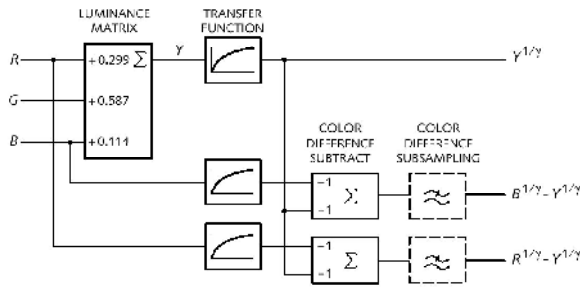 LUMINANCE
MATRIX
TRANSFER
FUNCTION
R
+0.299 Σ
Y
Y^1/γ
G
+0.587
B
+0.114
COLOR
DIFFERENCE
SUBTRACT
COLOR
DIFFERENCE
SUBSAMPLING
−1
Σ
−1
B^1/γ−Y^1/γ
−1
Σ
−1
R^1/γ−Y^1/γ